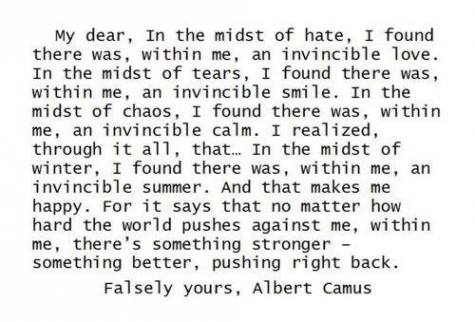 My dear, In the midst of hate, I found
there was, within me, an invincible love.
In the midst of tears, I found there was,
within me, an invincible smile. In the
midst of chaos, I found there was, within
me, an invincible calm. I realized,
through it all, that… In the midst of
winter, I found there was, within me, an
invincible summer. And that makes me
happy. For it says that no matter how
hard the world pushes against me, within
me, there’s something stronger –
something better, pushing right back.
Falsely yours, Albert Camus